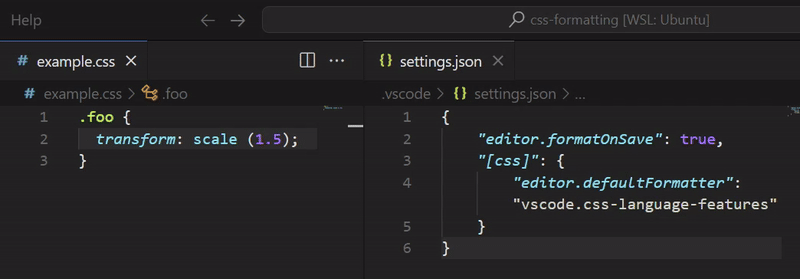 Help
css-formatting [WSL: Ubuntu]
# example.css
# example.css > .foo
1 .foo {
2 transform: scale (1.5);
3 }
{} settings.json
.vscode > {} settings.json > ...
1 {
2 "editor.formatOnSave": true,
3 "[css]": {
4 "editor.defaultFormatter":
"vscode.css-language-features"
5 }
6 }